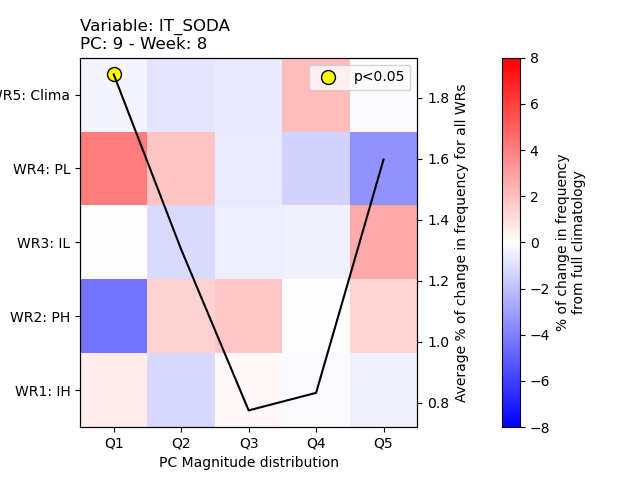 Variable: IT_SODA
PC: 9 - Week: 8
WR5: Clima
WR4: PL
WR3: IL
WR2: PH
WR1: IH
p<0.05
Q1 Q2 Q3 Q4 Q5
PC Magnitude distribution
1.8
1.6
1.4
1.2
1.0
0.8
Average % of change in frequency for all WRs
8
6
4
2
0
−2
−4
−6
−8
% of change in frequency
from full climatology